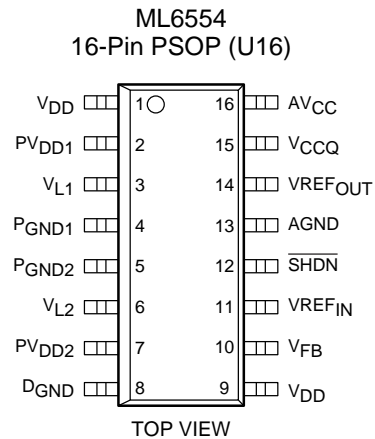 ML6554
16-Pin PSOP (U16)
VDD 1 16 AVCC
PVDD1 2 15 VCCQ
VL1 3 14 VREFOUT
PGND1 4 13 AGND
PGND2 5 12 SHDN
VL2 6 11 VREFIN
PVDD2 7 10 VFB
DGND 8 9 VDD
TOP VIEW